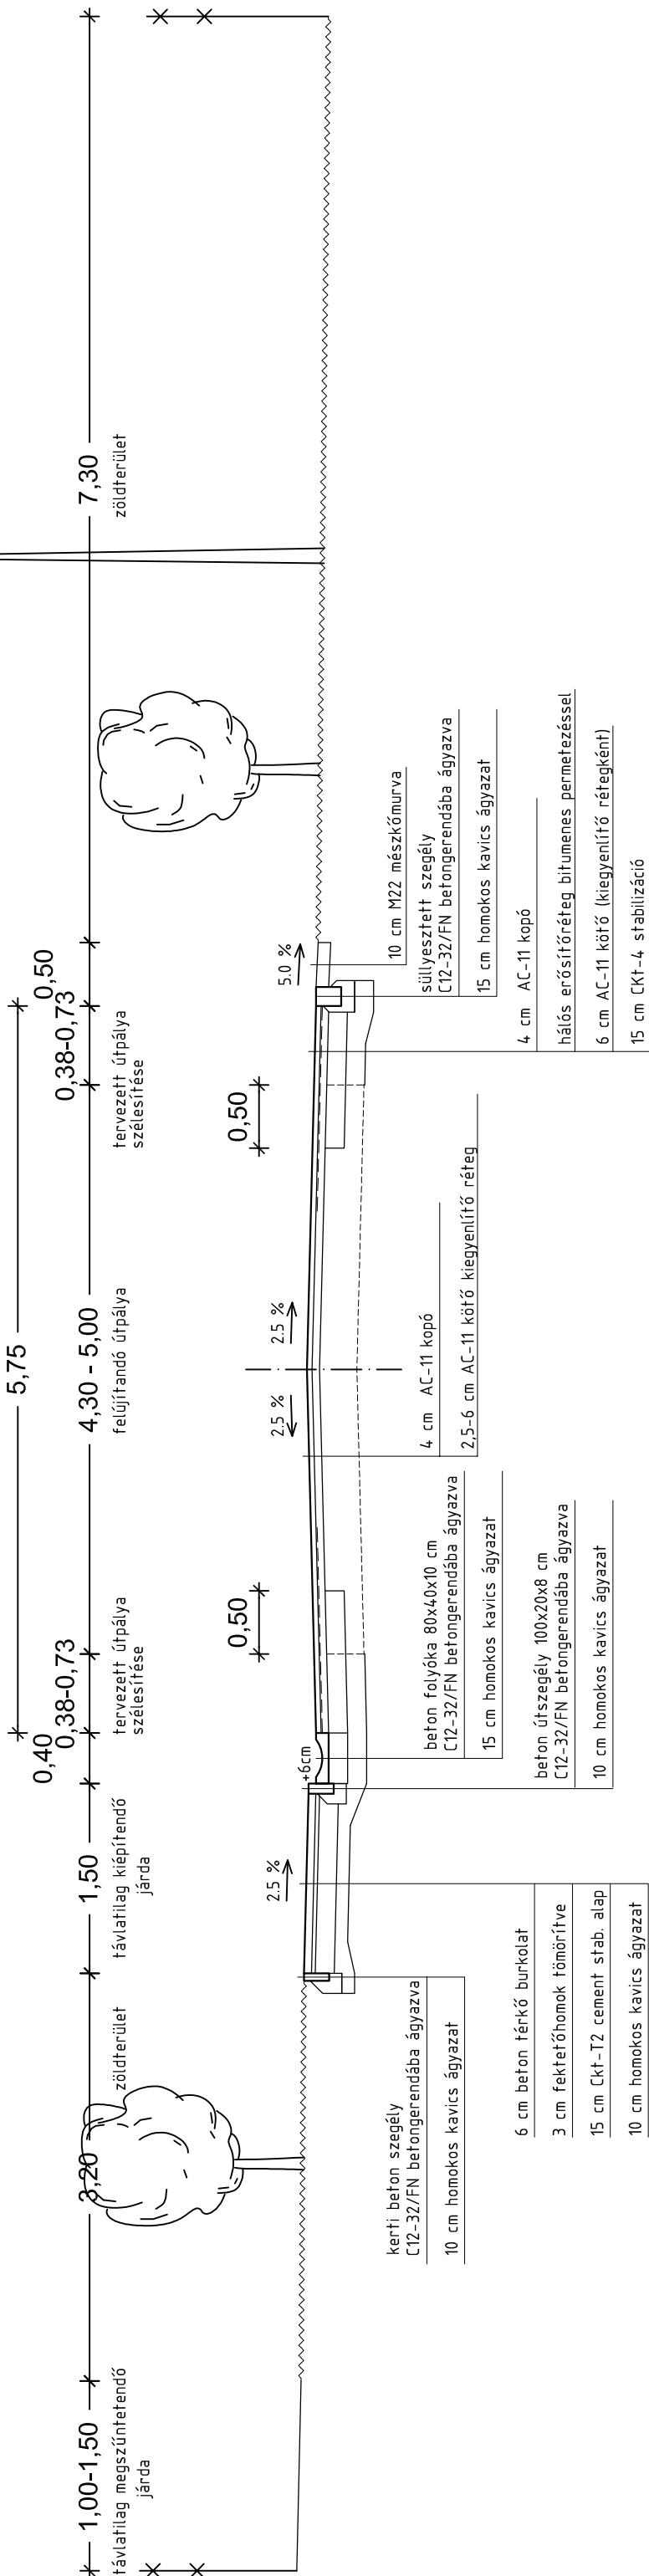 5,75
1,00-1,50
3,20
1,50
0,40
0,38-0,73
4,30 - 5,00
0,38-0,73
0,50
7,30
távlatilag megszűntetendő
járda
zöldterület
távlatilag kiépítendő
járda
tervezett útpálya
szélesítése
felújítandó útpálya
tervezett útpálya
szélesítése
zöldterület
0,50
0,50
2.5 %
+6cm
2.5 %
2.5 %
5.0 %
kerti beton szegély
C12-32/FN betongerendába ágyazva
10 cm homokos kavics ágyazat
6 cm beton térkő burkolat
3 cm fektetőhomok tömörítve
15 cm Ckt-T2 cement stab. alap
10 cm homokos kavics ágyazat
beton folyóka 80x40x10 cm
C12-32/FN betongerendába ágyazva
15 cm homokos kavics ágyazat
beton útszegély 100x20x8 cm
C12-32/FN betongerendába ágyazva
10 cm homokos kavics ágyazat
4 cm AC-11 kopó
2,5-6 cm AC-11 kötő kiegyenlítő réteg
10 cm M22 mészkőmurva
süllyesztett szegély
C12-32/FN betongerendába ágyazva
15 cm homokos kavics ágyazat
4 cm AC-11 kopó
hálós erősítőréteg bitumenes permetezéssel
6 cm AC-11 kötő (kiegyenlítő rétegként)
15 cm CKt-4 stabilizáció